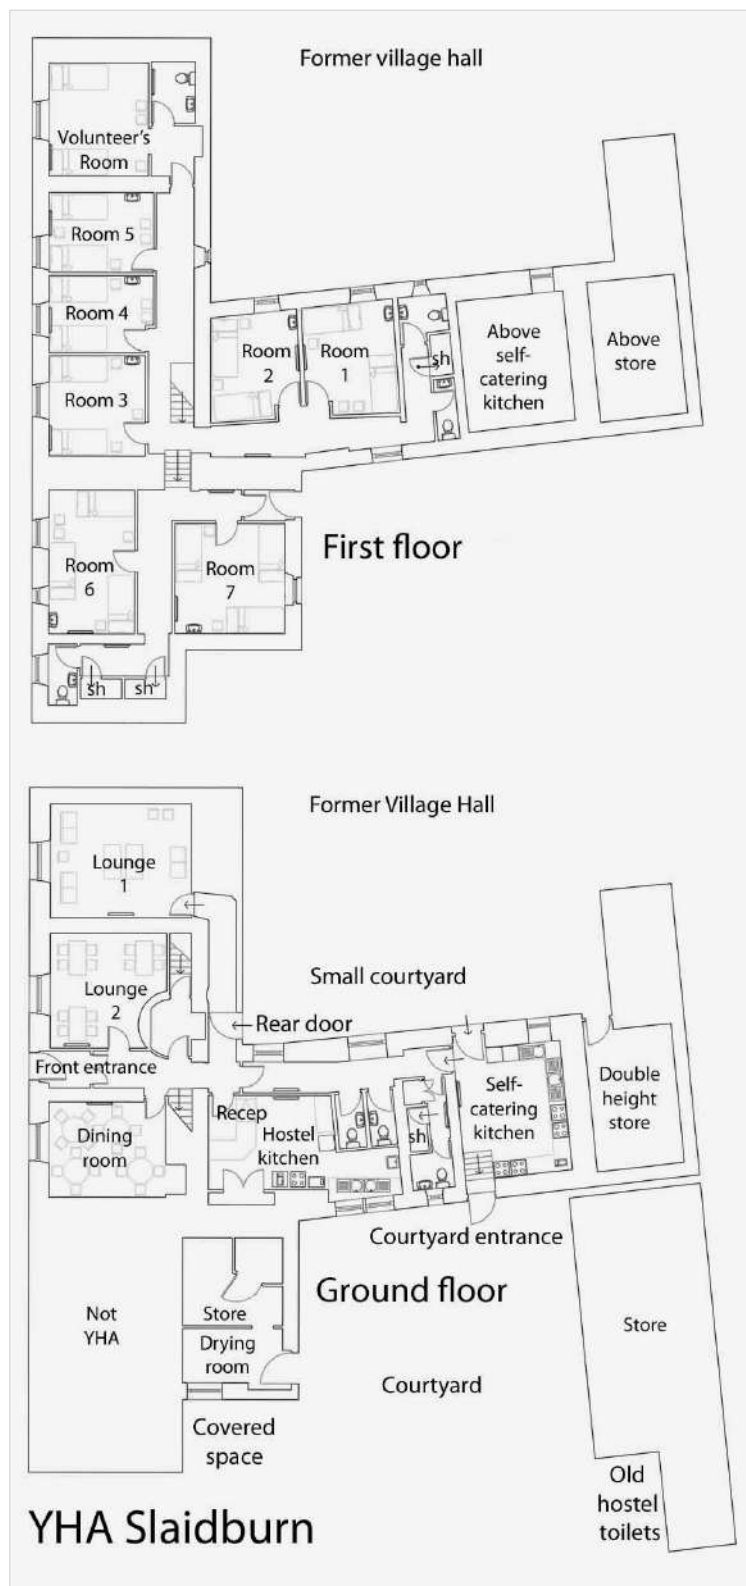 Former village hall
Volunteer's
Room
Room 5
Room 4
Room 3
Room
2
Room
1
sh
Above
self-
catering
kitchen
Above
store
First floor
Room
6
Room
7
sh
sh
Former Village Hall
Lounge
1
Lounge
2
Small courtyard
Rear door
Front entrance
Recep
Dining
room
Hostel
kitchen
sh
Self-
catering
kitchen
Double
height
store
Courtyard entrance
Ground floor
Not
YHA
Store
Drying
room
Store
Courtyard
Covered
space
Old
hostel
toilets
YHA Slaidburn